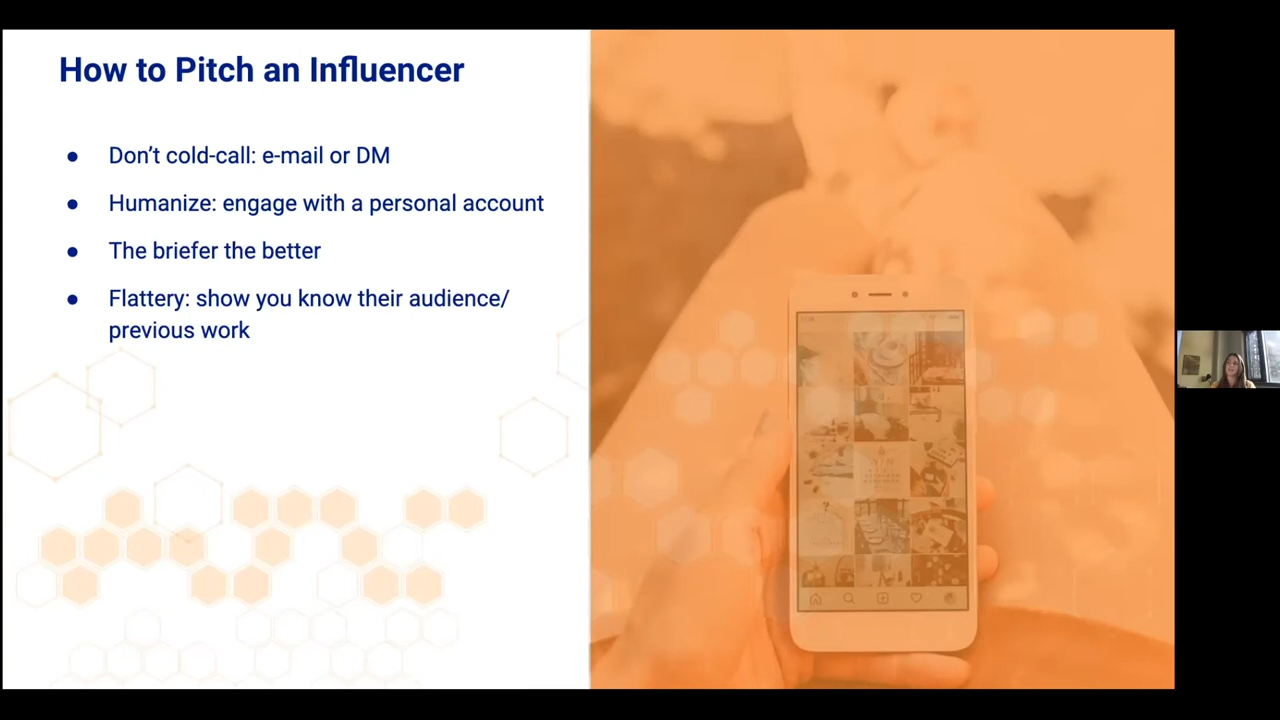 How to Pitch an Influencer
● Don’t cold-call: e-mail or DM
● Humanize: engage with a personal account
● The briefer the better
● Flattery: show you know their audience/
previous work